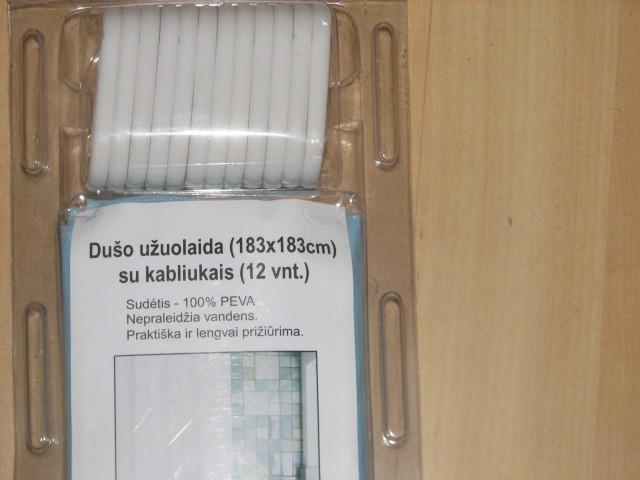 Dušo užuolaida (183x183cm)
su kabliukais (12 vnt.)
Sudėtis - 100% PEVA
Nepraleidžia vandens.
Praktiška ir lengvai prižiūrima.